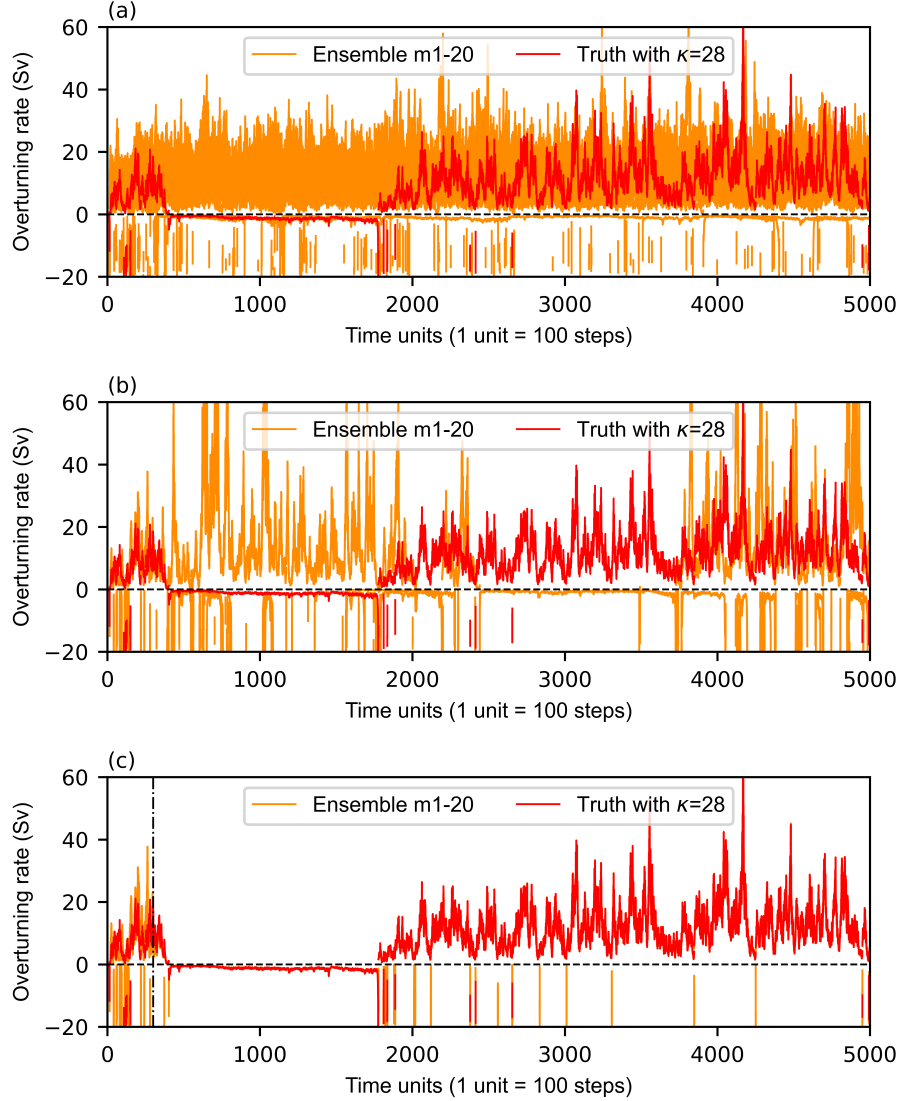 (a)
60
40
20
0
−20
Overturning rate (Sv)
Ensemble m1-20
Truth with κ=28
0
1000
2000
3000
4000
5000
Time units (1 unit = 100 steps)
(b)
60
40
20
0
−20
Overturning rate (Sv)
Ensemble m1-20
Truth with κ=28
0
1000
2000
3000
4000
5000
Time units (1 unit = 100 steps)
(c)
60
40
20
0
−20
Overturning rate (Sv)
Ensemble m1-20
Truth with κ=28
0
1000
2000
3000
4000
5000
Time units (1 unit = 100 steps)